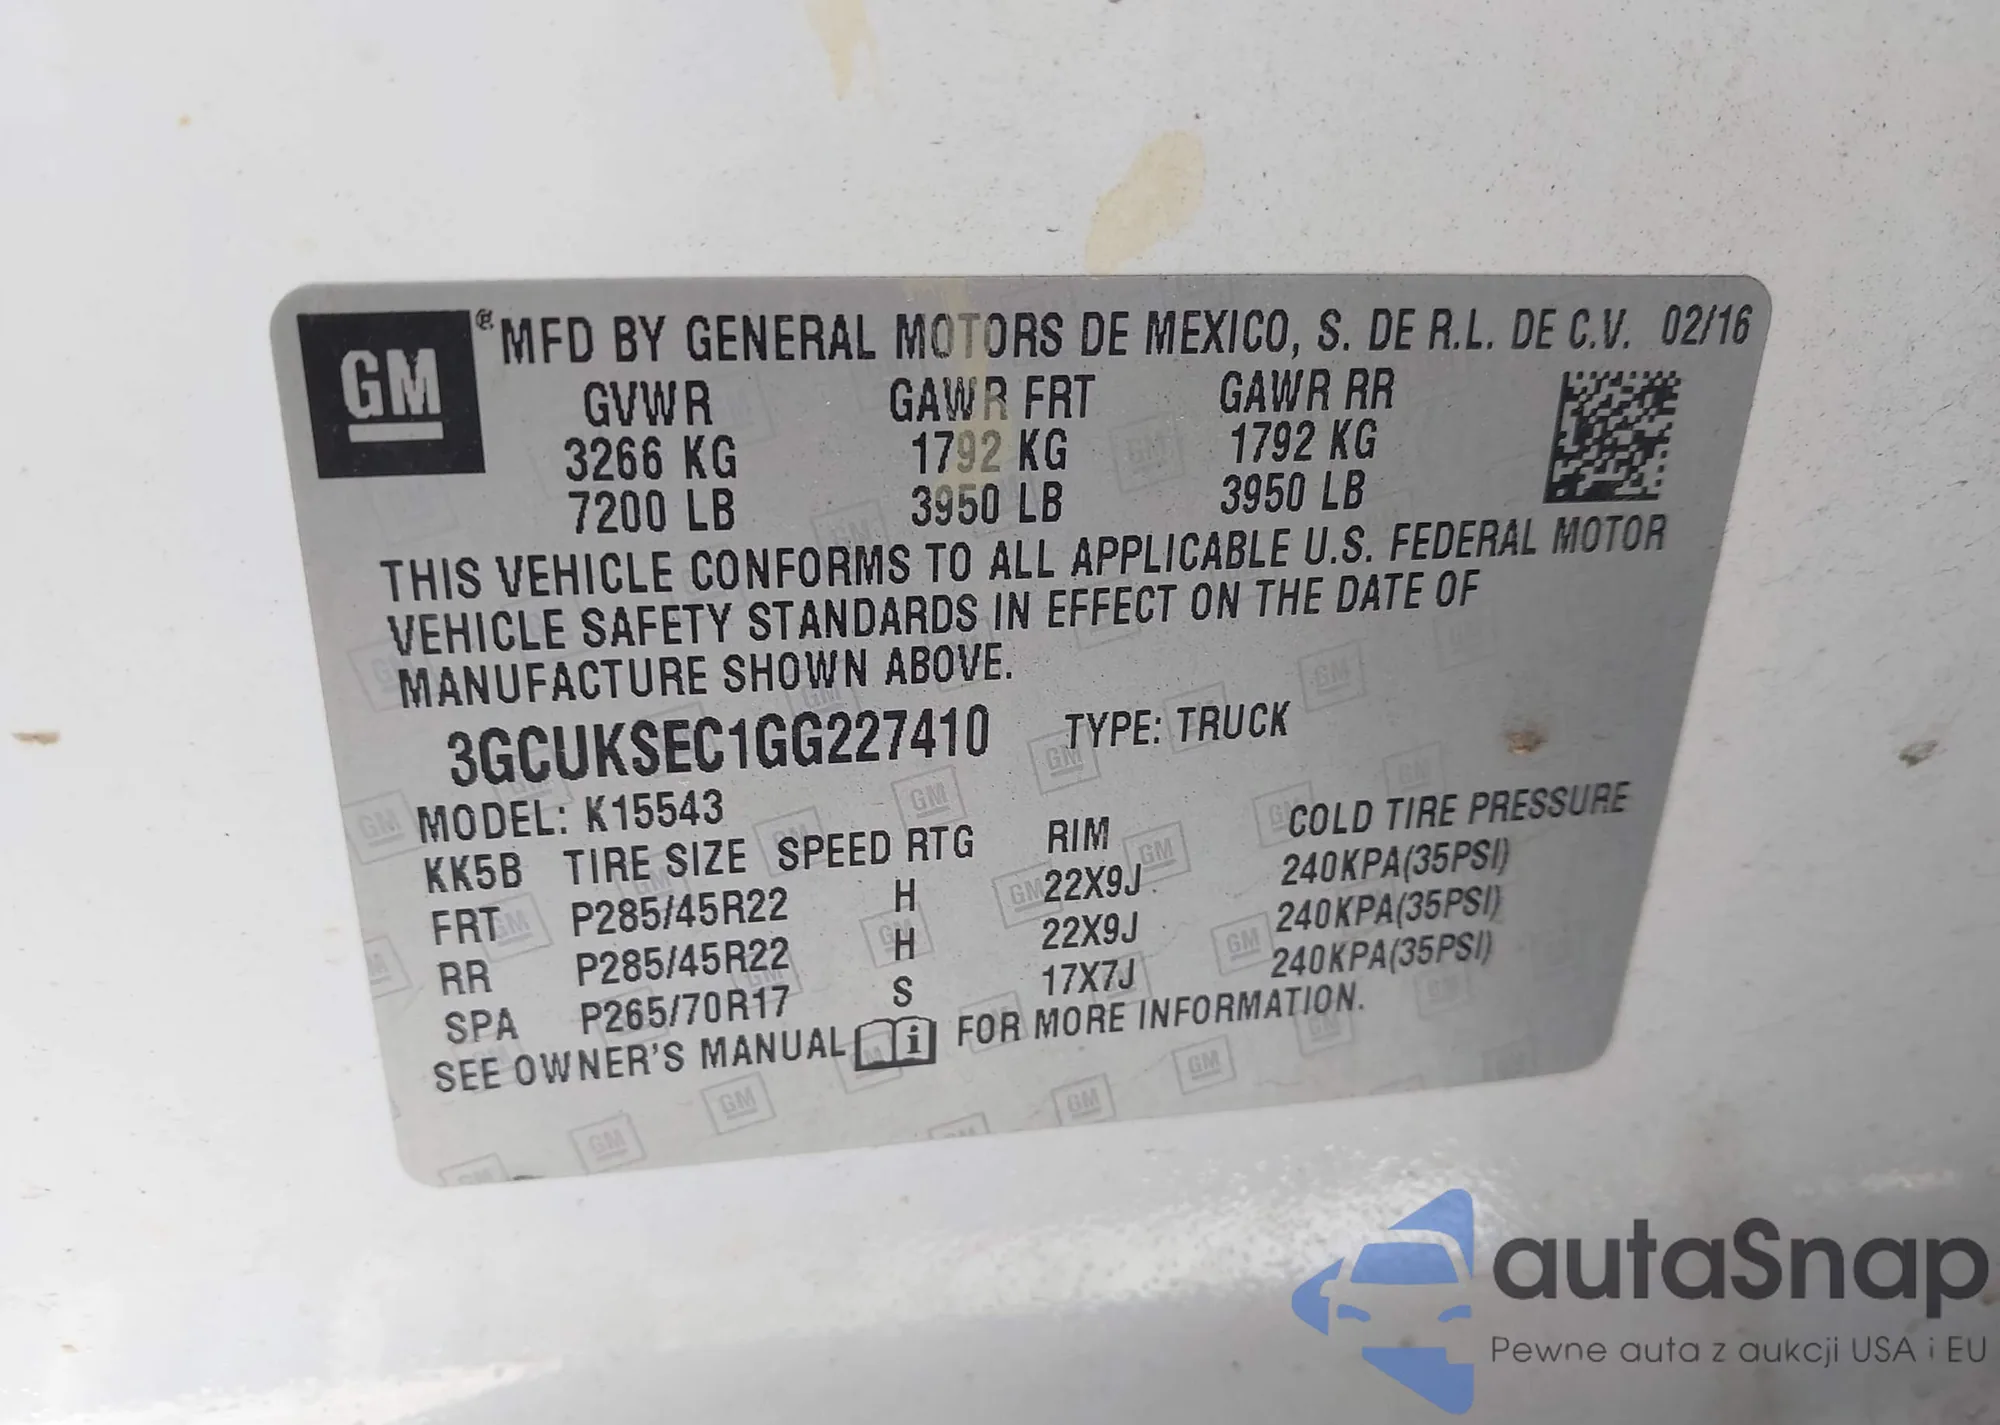 GM ® MFD BY GENERAL MOTORS DE MEXICO, S. DE R.L. DE C.V. 02/16
GVWR GAWR FRT GAWR RR
3266 KG 1792 KG 1792 KG
7200 LB 3950 LB 3950 LB
THIS VEHICLE CONFORMS TO ALL APPLICABLE U.S. FEDERAL MOTOR
VEHICLE SAFETY STANDARDS IN EFFECT ON THE DATE OF
MANUFACTURE SHOWN ABOVE.
3GCUKSEC1GG227410 TYPE: TRUCK
MODEL: K15543
KK5B TIRE SIZE SPEED RTG RIM COLD TIRE PRESSURE
FRT P285/45R22 H 22X9J 240KPA(35PSI)
RR P285/45R22 H 22X9J 240KPA(35PSI)
SPA P265/70R17 S 17X7J 240KPA(35PSI)
SEE OWNER'S MANUAL i FOR MORE INFORMATION.
autaSnap
Pewne auta z aukcji USA i EU